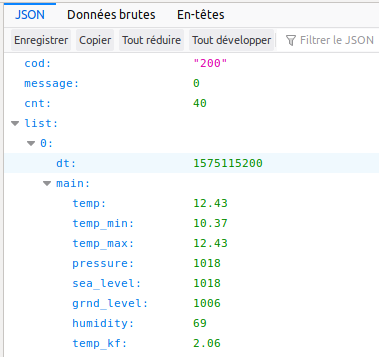 JSON Données brutes En-têtes
Enregistrer Copier Tout réduire Tout développer Filtrer le JSON
cod: "200"
message: 0
cnt: 40
list:
0:
dt: 1575115200
main:
temp: 12.43
temp_min: 10.37
temp_max: 12.43
pressure: 1018
sea_level: 1018
grnd_level: 1006
humidity: 69
temp_kf: 2.06